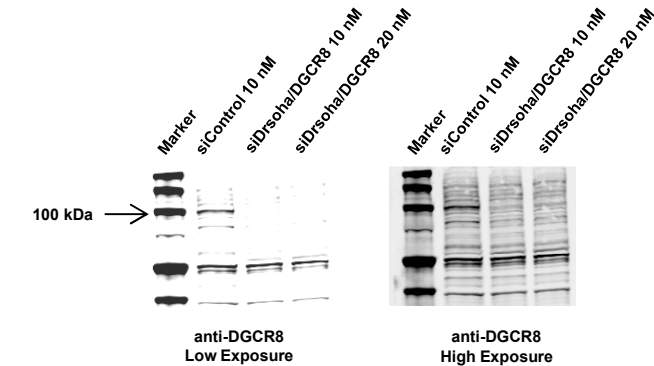 Marker
siControl 10 nM
siDrsoha/DGCR8 10 nM
siDrsoha/DGCR8 20 nM
Marker
siControl 10 nM
siDrsoha/DGCR8 10 nM
siDrsoha/DGCR8 20 nM
100 kDa
anti-DGCR8
Low Exposure
anti-DGCR8
High Exposure